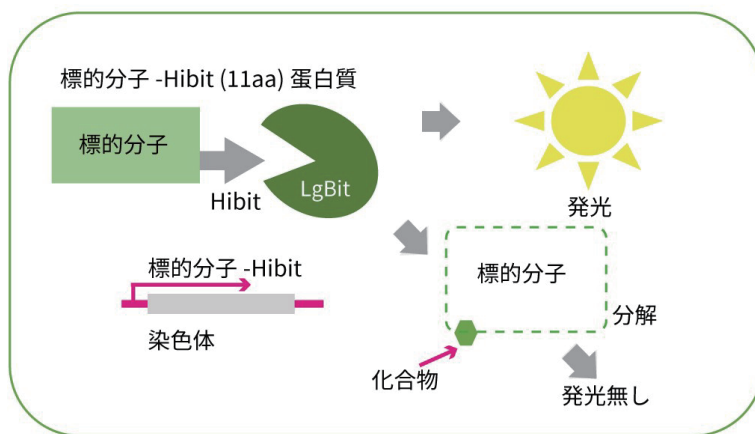 標的分子 -Hibit (11aa) 蛋白質
標的分子
Hibit
LgBit
発光
標的分子 -Hibit
染色体
標的分子
分解
化合物
発光無し